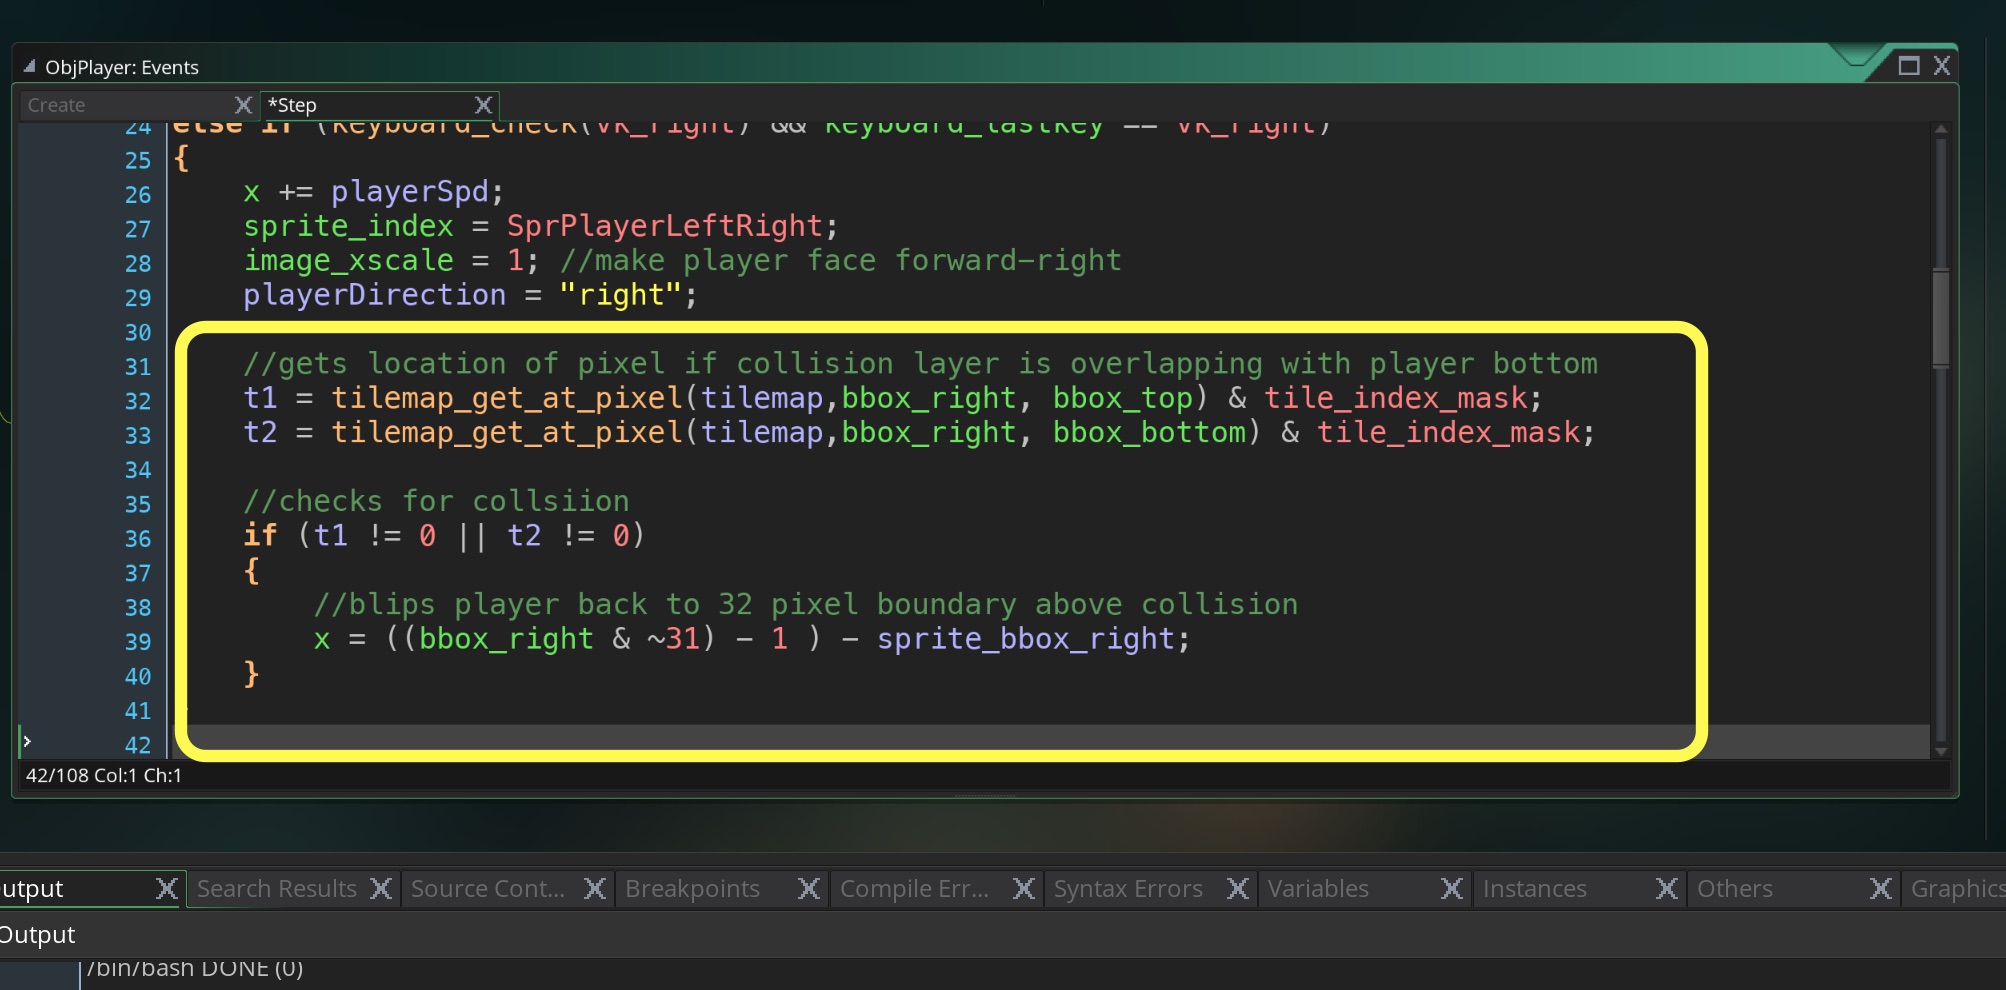 ObjPlayer: Events
Create *Step
24 else if (keyboard_check(vk_right) && keyboard_lastkey == vk_right)
25 {
26 x += playerSpd;
27 sprite_index = SprPlayerLeftRight;
28 image_xscale = 1; //make player face forward-right
29 playerDirection = "right";
30
31 //gets location of pixel if collision layer is overlapping with player bottom
32 t1 = tilemap_get_at_pixel(tilemap,bbox_right, bbox_top) & tile_index_mask;
33 t2 = tilemap_get_at_pixel(tilemap,bbox_right, bbox_bottom) & tile_index_mask;
34
35 //checks for collsiion
36 if (t1 != 0 || t2 != 0)
37 {
38 //blips player back to 32 pixel boundary above collision
39 x = ((bbox_right & ~31) - 1 ) - sprite_bbox_right;
40 }
41
42
42/108 Col:1 Ch:1
utput Search Results Source Cont... Breakpoints Compile Err... Syntax Errors Variables Instances Others Graphics
Output
/bin/bash DONE (0)